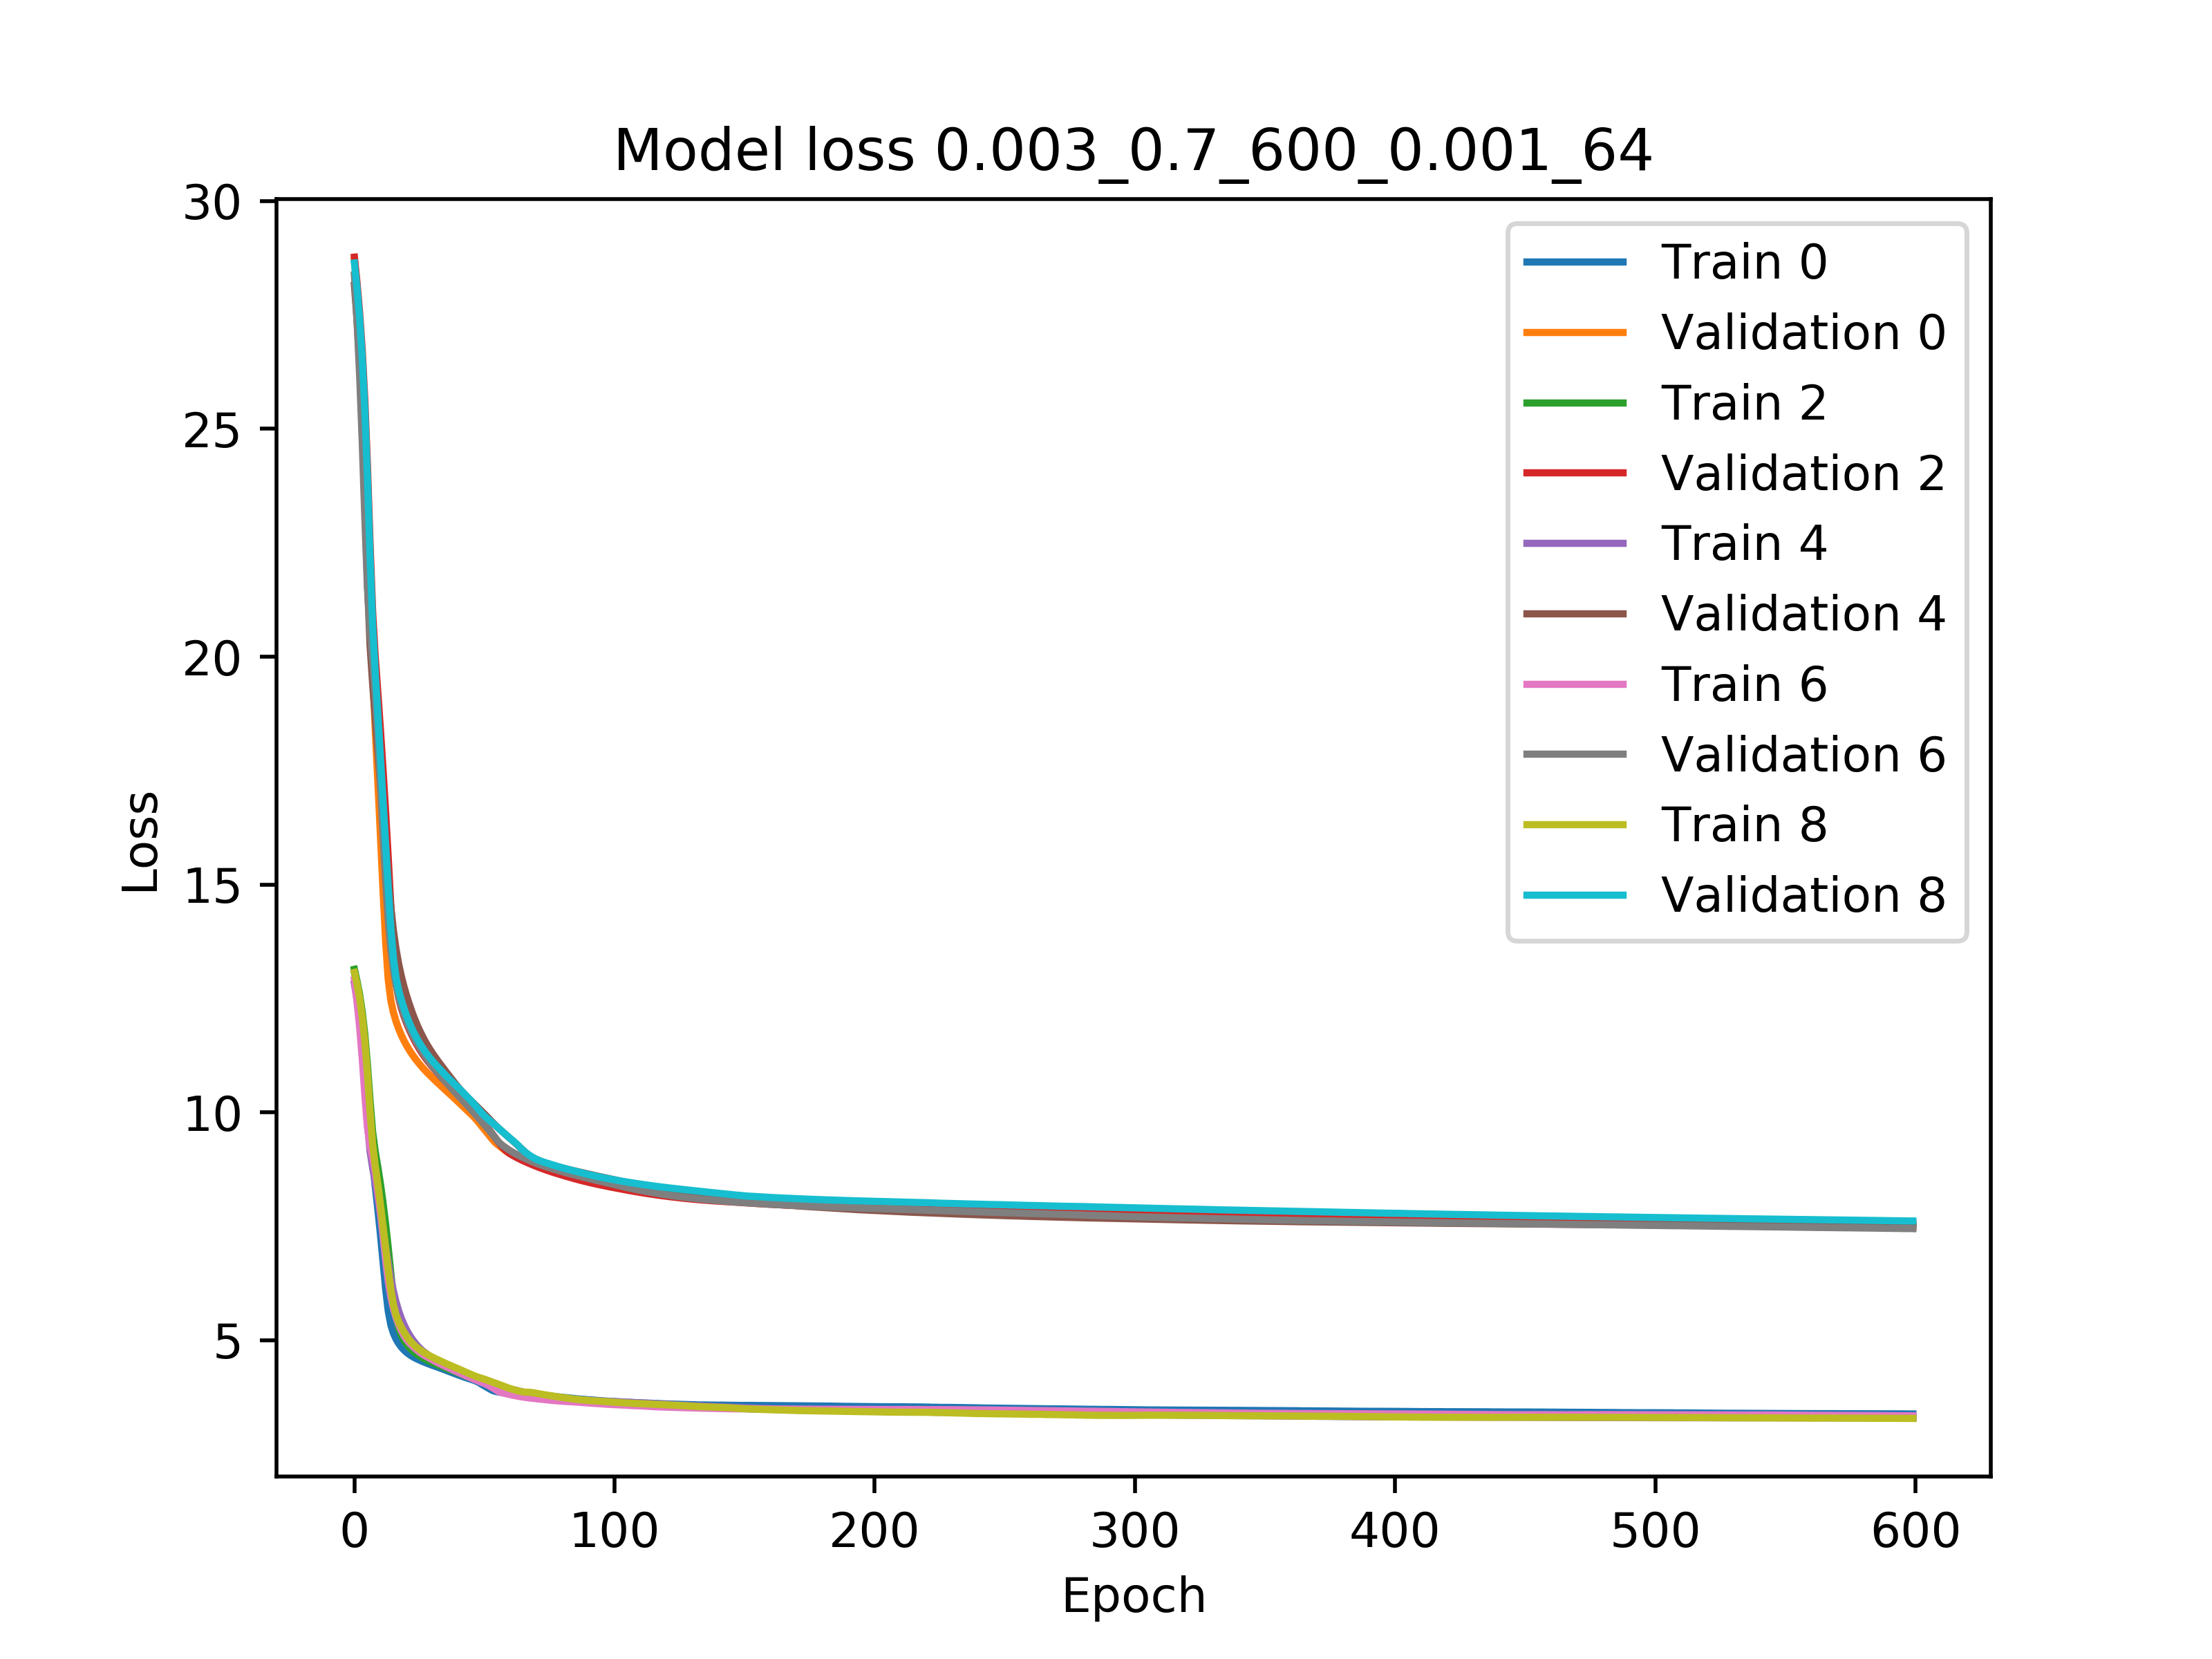 Model loss 0.003_0.7_600_0.001_64
30
25
20
15
10
5
Loss
Train 0
Validation 0
Train 2
Validation 2
Train 4
Validation 4
Train 6
Validation 6
Train 8
Validation 8
0 100 200 300 400 500 600
Epoch